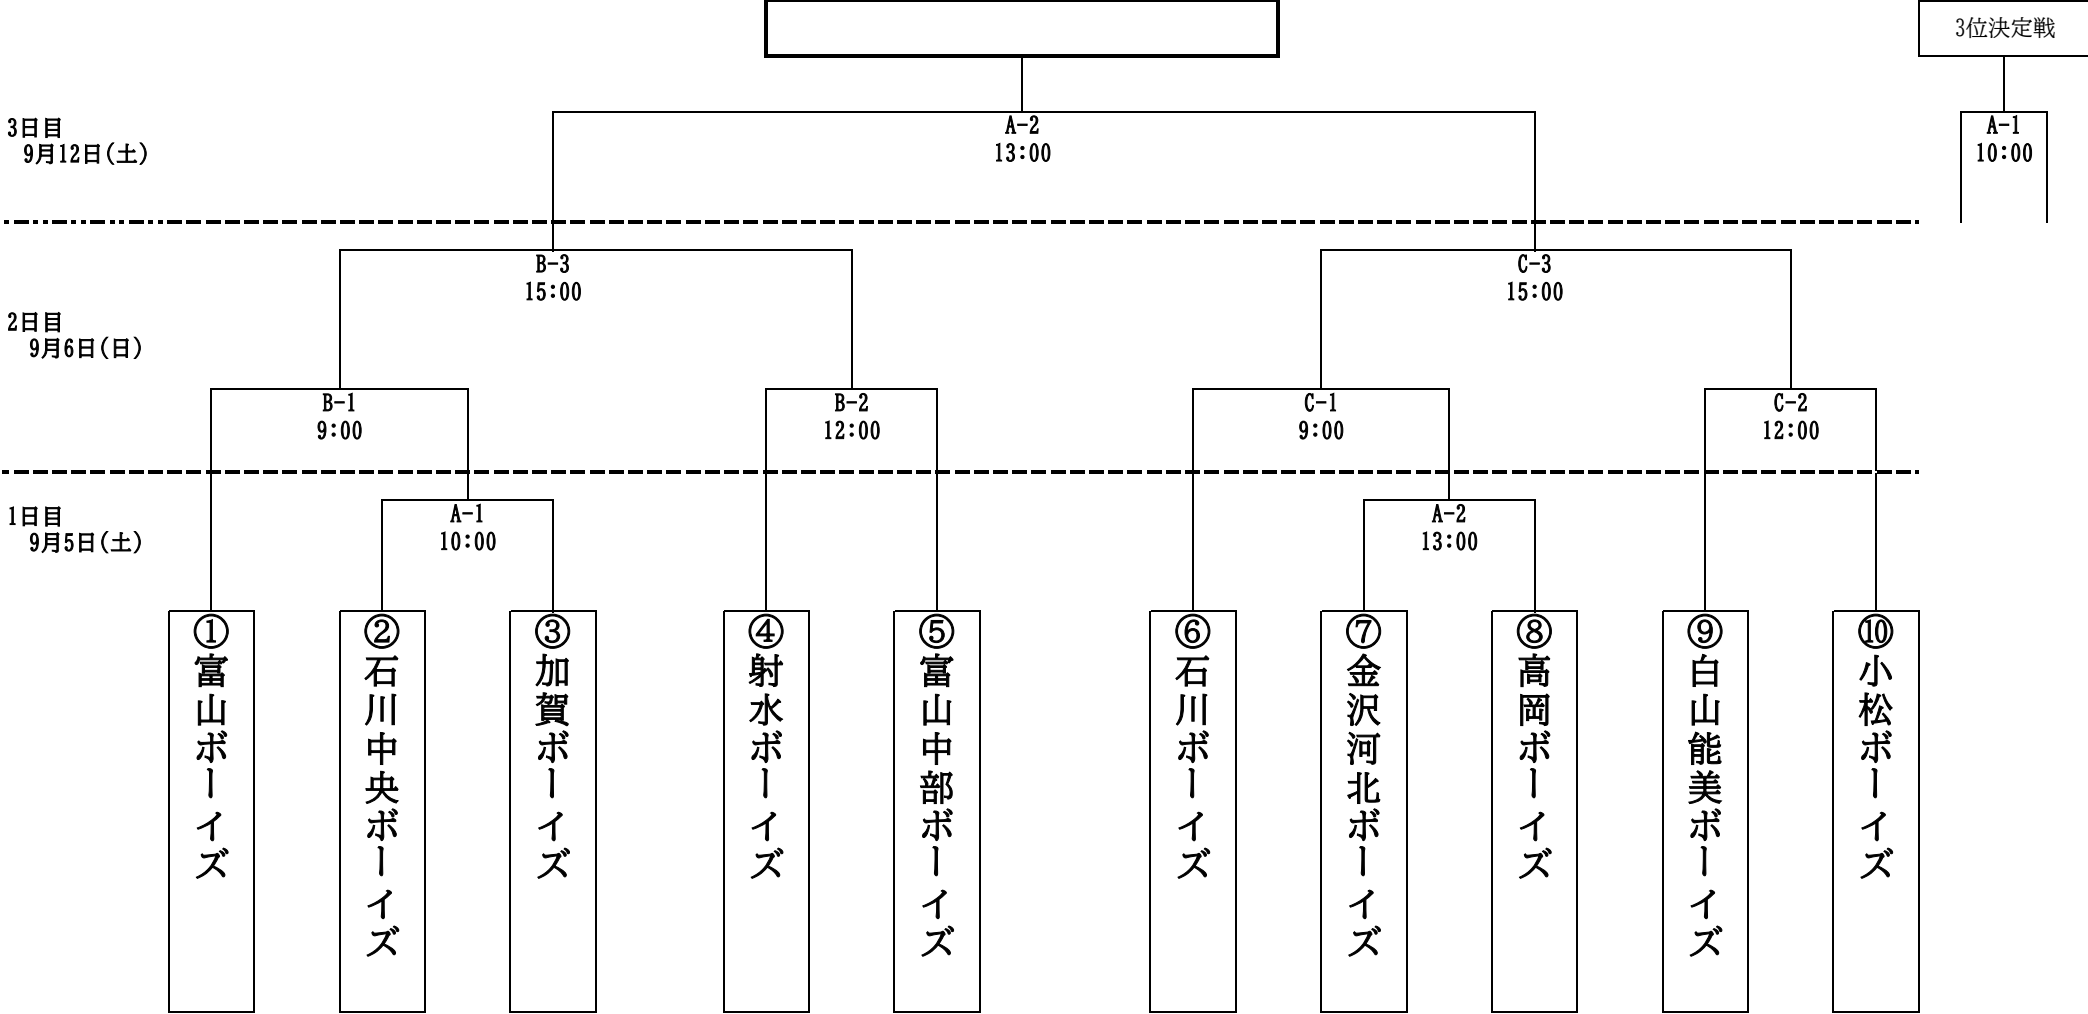 3位決定戦
3日目
9月12日(土)
A-2
13:00
A-1
10:00
B-3
15:00
C-3
15:00
2日目
9月6日(日)
B-1
9:00
B-2
12:00
C-1
9:00
C-2
12:00
1日目
9月5日(土)
A-1
10:00
A-2
13:00
①富山ボーイズ
②石川中央ボーイズ
③加賀ボーイズ
④射水ボーイズ
⑤富山中部ボーイズ
⑥石川ボーイズ
⑦金沢河北ボーイズ
⑧高岡ボーイズ
⑨白山能美ボーイズ
⑩小松ボーイズ